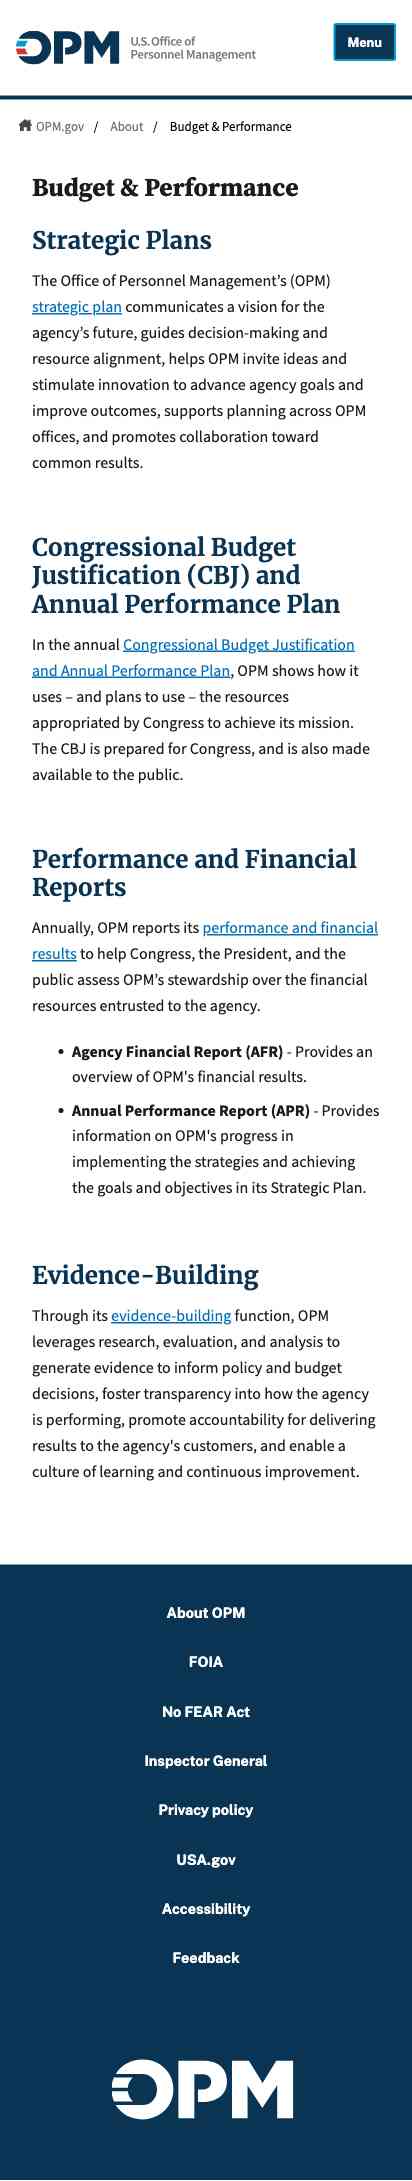 OPM U.S. Office of
Personnel Management
Menu
OPM.gov / About / Budget & Performance
Budget & Performance
Strategic Plans
The Office of Personnel Management’s (OPM)
strategic plan communicates a vision for the
agency’s future, guides decision-making and
resource alignment, helps OPM invite ideas and
stimulate innovation to advance agency goals and
improve outcomes, supports planning across OPM
offices, and promotes collaboration toward
common results.
Congressional Budget
Justification (CBJ) and
Annual Performance Plan
In the annual Congressional Budget Justification
and Annual Performance Plan, OPM shows how it
uses – and plans to use – the resources
appropriated by Congress to achieve its mission.
The CBJ is prepared for Congress, and is also made
available to the public.
Performance and Financial
Reports
Annually, OPM reports its performance and financial
results to help Congress, the President, and the
public assess OPM’s stewardship over the financial
resources entrusted to the agency.
• Agency Financial Report (AFR) - Provides an
overview of OPM's financial results.
• Annual Performance Report (APR) - Provides
information on OPM's progress in
implementing the strategies and achieving
the goals and objectives in its Strategic Plan.
Evidence-Building
Through its evidence-building function, OPM
leverages research, evaluation, and analysis to
generate evidence to inform policy and budget
decisions, foster transparency into how the agency
is performing, promote accountability for delivering
results to the agency's customers, and enable a
culture of learning and continuous improvement.
About OPM
FOIA
No FEAR Act
Inspector General
Privacy policy
USA.gov
Accessibility
Feedback
OPM